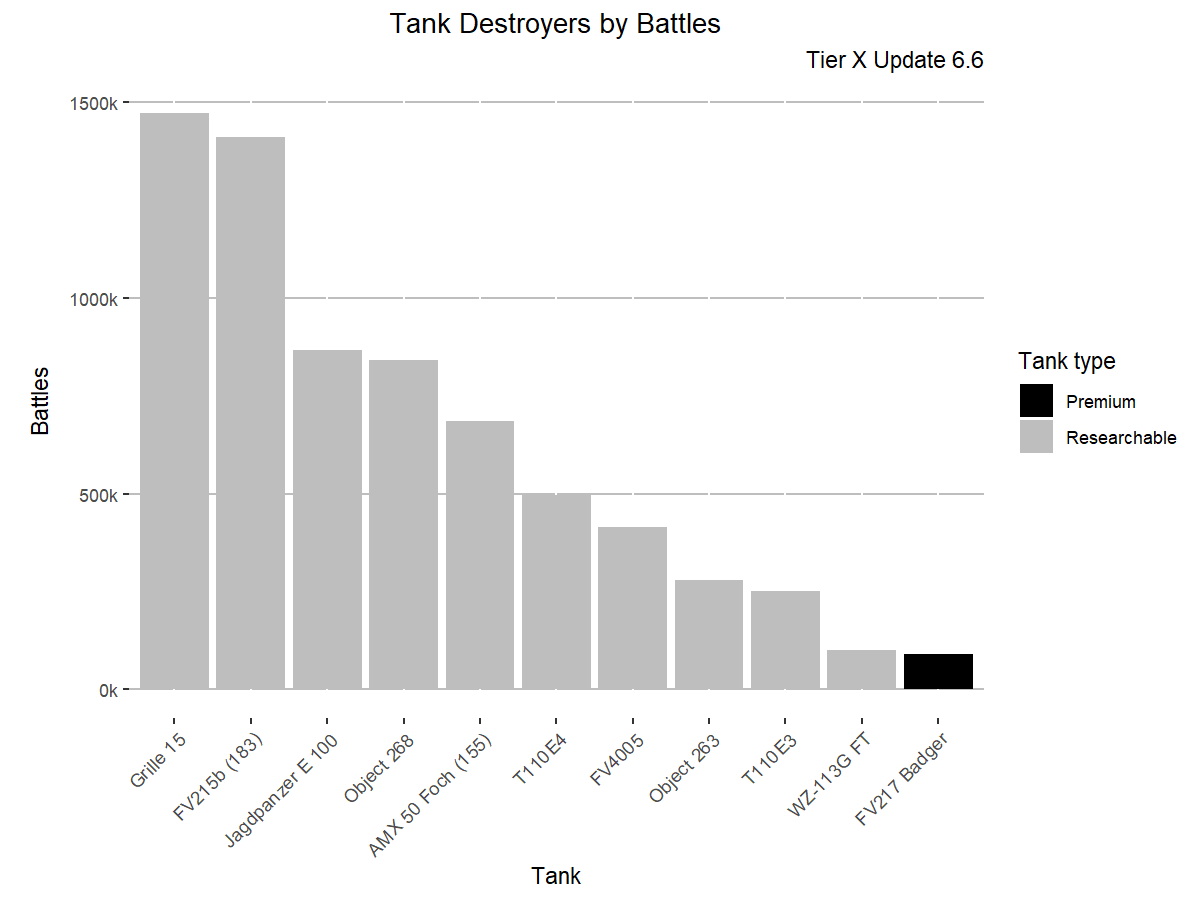 Tank Destroyers by Battles
Tier X Update 6.6
1500k
1000k
500k
0k
Battles
Grille 15
FV215b (183)
Jagdpanzer E 100
Object 268
AMX 50 Foch (155)
T110E4
FV4005
Object 263
T110E3
WZ-113G FT
FV217 Badger
Tank
Tank type
Premium
Researchable